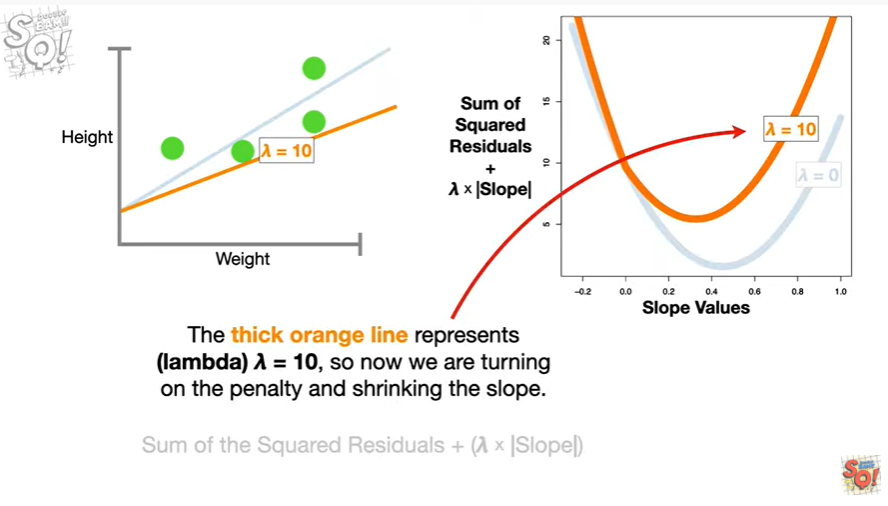 Height
λ = 10
Weight
Sum of
Squared
Residuals
+
λ × |Slope|
20
15
10
5
λ = 10
λ = 0
-0.2 0.0 0.2 0.4 0.6 0.8 1.0
Slope Values
The thick orange line represents
(lambda) λ = 10, so now we are turning
on the penalty and shrinking the slope.
Sum of the Squared Residuals + (λ × |Slope|)